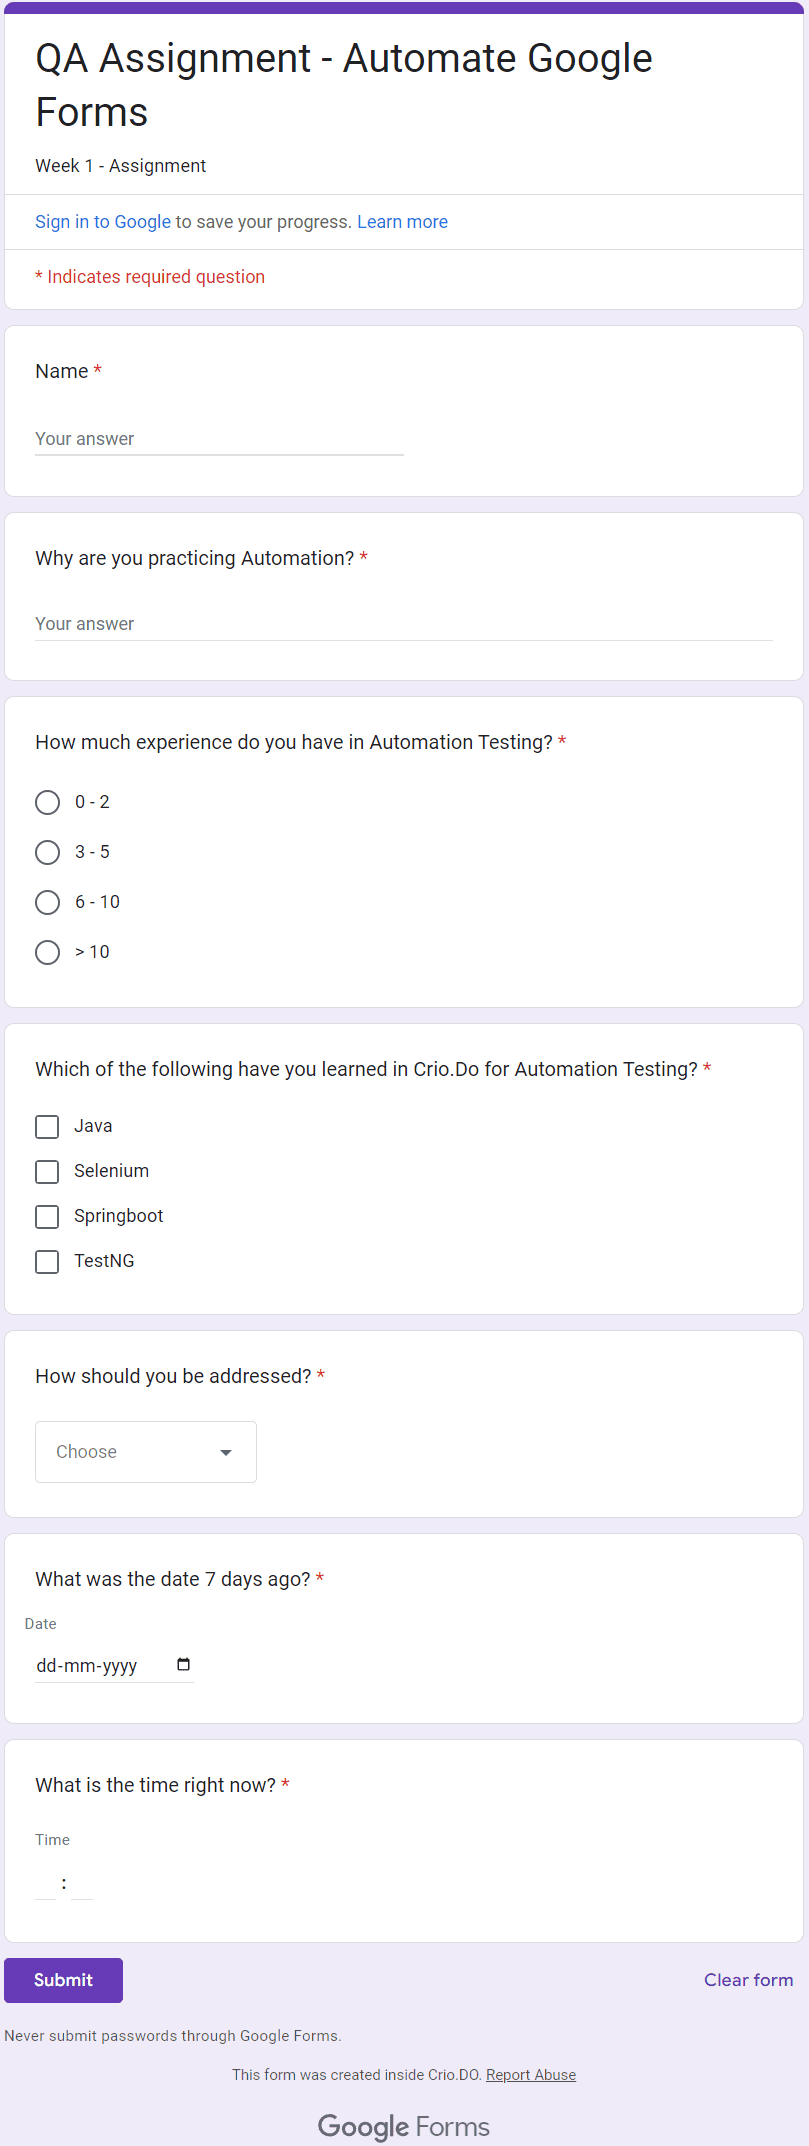 QA Assignment - Automate Google
Forms
Week 1 - Assignment
Sign in to Google to save your progress. Learn more
* Indicates required question
Name *
Your answer
Why are you practicing Automation? *
Your answer
How much experience do you have in Automation Testing? *
0 - 2
3 - 5
6 - 10
> 10
Which of the following have you learned in Crio.Do for Automation Testing? *
Java
Selenium
Springboot
TestNG
How should you be addressed? *
Choose
What was the date 7 days ago? *
Date
dd-mm-yyyy
What is the time right now? *
Time
:
Submit Clear form
Never submit passwords through Google Forms.
This form was created inside Crio.DO. Report Abuse
Google Forms